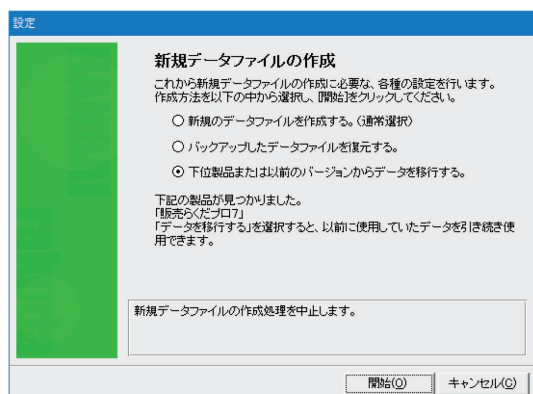 設定
新規データファイルの作成
これから新規データファイルの作成に必要な、各種の設定を行います。
作成方法を以下の中から選択し、[開始]をクリックしてください。
新規のデータファイルを作成する。(通常選択)
バックアップしたデータファイルを復元する。
下位製品または以前のバージョンからデータを移行する。
下記の製品が見つかりました。
「販売らくだプロ7」
「データを移行する」を選択すると、以前に使用していたデータを引き続き使
用できます。
新規データファイルの作成処理を中止します。
開始(O)
キャンセル(C)